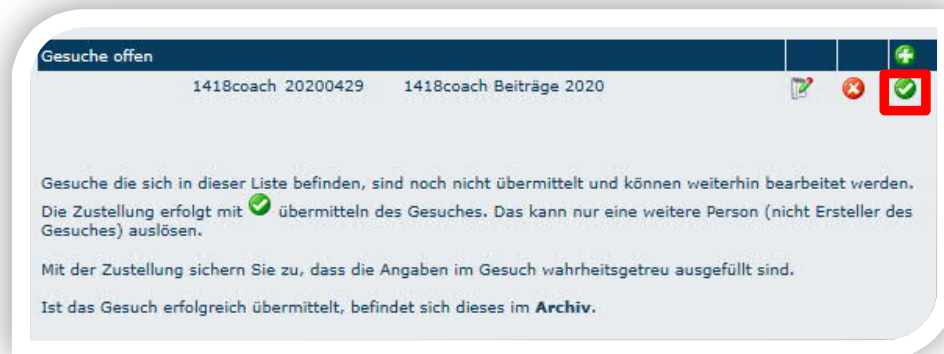 Gesuche offen
1418coach 20200429 1418coach Beiträge 2020
Gesuche die sich in dieser Liste befinden, sind noch nicht übermittelt und können weiterhin bearbeitet werden.
Die Zustellung erfolgt mit übermitteln des Gesuches. Das kann nur eine weitere Person (nicht Ersteller des
Gesuches) auslösen.
Mit der Zustellung sichern Sie zu, dass die Angaben im Gesuch wahrheitsgetreu ausgefüllt sind.
Ist das Gesuch erfolgreich übermittelt, befindet sich dieses im Archiv.